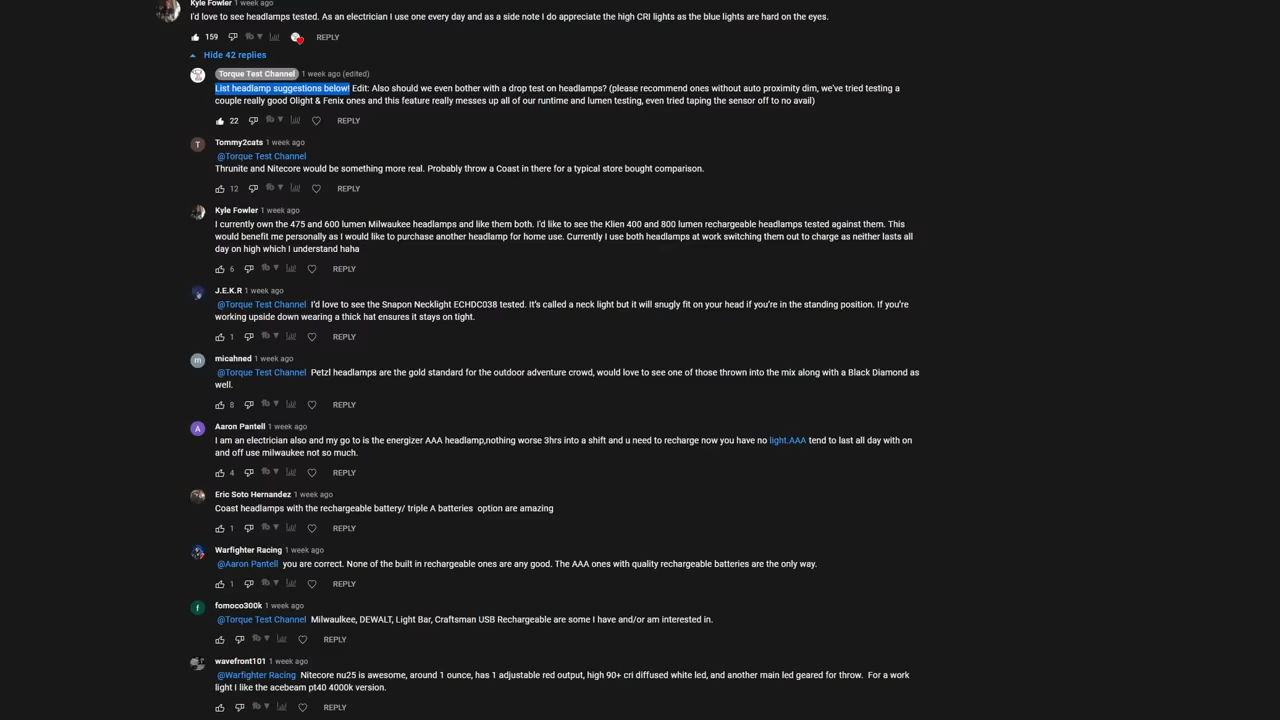 Kyle Fowler 1 week ago
I'd love to see headlamps tested. As an electrician I use one every day and as a side note I do appreciate the high CRI lights as the blue lights are hard on the eyes.
159 REPLY
Hide 42 replies
Torque Test Channel 1 week ago (edited)
List headlamp suggestions below! Edit: Also should we even bother with a drop test on headlamps? (please recommend ones without auto proximity dim, we've tried testing a
couple really good Olight & Fenix ones and this feature really messes up all of our runtime and lumen testing, even tried taping the sensor off to no avail)
22 REPLY
T Tommy2cats 1 week ago
@Torque Test Channel
Thrunite and Nitecore would be something more real. Probably throw a Coast in there for a typical store bought comparison.
12 REPLY
Kyle Fowler 1 week ago
I currently own the 475 and 600 lumen Milwaukee headlamps and like them both. I'd like to see the Klien 400 and 800 lumen rechargeable headlamps tested against them. This
would benefit me personally as I would like to purchase another headlamp for home use. Currently I use both headlamps at work switching them out to charge as neither lasts all
day on high which I understand haha
6 REPLY
J.E.K.R 1 week ago
@Torque Test Channel I'd love to see the Snapon Necklight ECHDC038 tested. It's called a neck light but it will snugly fit on your head if you're in the standing position. If you're
working upside down wearing a thick hat ensures it stays on tight.
1 REPLY
m micahned 1 week ago
@Torque Test Channel Petzl headlamps are the gold standard for the outdoor adventure crowd, would love to see one of those thrown into the mix along with a Black Diamond as
well.
8 REPLY
A Aaron Pantell 1 week ago
I am an electrician also and my go to is the energizer AAA headlamp,nothing worse 3hrs into a shift and u need to recharge now you have no light.AAA tend to last all day with on
and off use milwaukee not so much.
4 REPLY
Eric Soto Hernandez 1 week ago
Coast headlamps with the rechargeable battery/ triple A batteries option are amazing
1 REPLY
Warfighter Racing 1 week ago
@Aaron Pantell you are correct. None of the built in rechargeable ones are any good. The AAA ones with quality rechargeable batteries are the only way.
1 REPLY
f fomoco300k 1 week ago
@Torque Test Channel Milwaulkee, DEWALT, Light Bar, Craftsman USB Rechargeable are some I have and/or am interested in.
REPLY
wavefront101 1 week ago
@Warfighter Racing Nitecore nu25 is awesome, around 1 ounce, has 1 adjustable red output, high 90+ cri diffused white led, and another main led geared for throw. For a work
light I like the acebeam pt40 4000k version.
REPLY